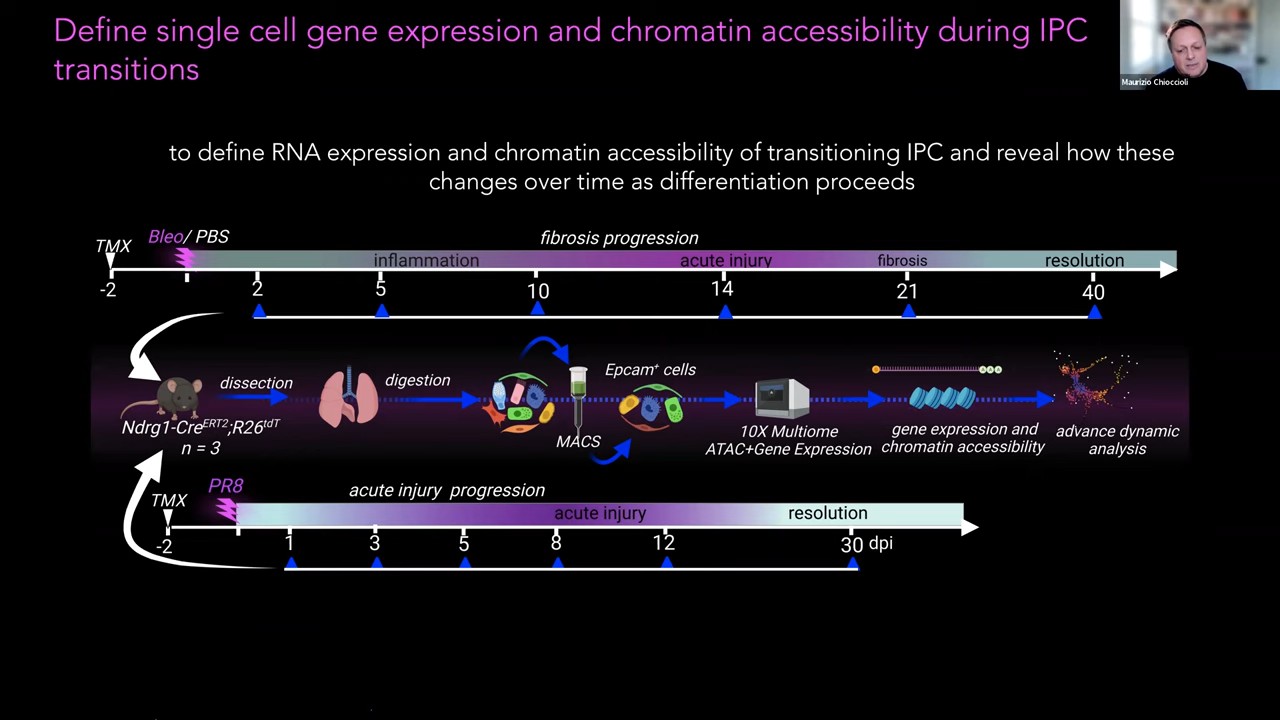 Define single cell gene expression and chromatin accessibility during IPC
transitions
Maurizio Chioccioli
to define RNA expression and chromatin accessibility of transitioning IPC and reveal how these
changes over time as differentiation proceeds
TMX
Bleo/ PBS
fibrosis progression
inflammation
acute injury
fibrosis
resolution
-2
2
5
10
14
21
40
dissection
digestion
Epcam⁺ cells
Ndrg1-Creᴱᴿᵀ²;R26ᵗᵈᵀ
n = 3
MACS
10X Multiome
ATAC+Gene Expression
A A A
gene expression and
chromatin accessibility
advance dynamic
analysis
TMX
PR8
acute injury progression
acute injury
resolution
-2
1
3
5
8
12
30 dpi